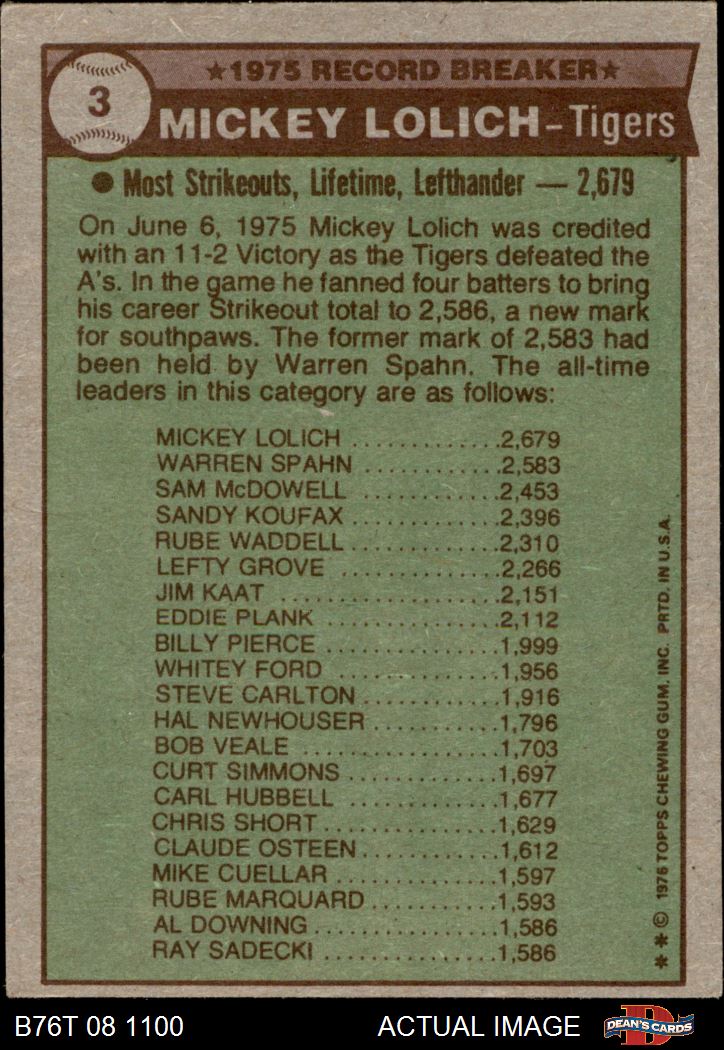 3
★1975 RECORD BREAKER★
MICKEY LOLICH–Tigers
● Most Strikeouts, Lifetime, Lefthander — 2,679
On June 6, 1975 Mickey Lolich was credited
with an 11-2 Victory as the Tigers defeated the
A's. In the game he fanned four batters to bring
his career Strikeout total to 2,586, a new mark
for southpaws. The former mark of 2,583 had
been held by Warren Spahn. The all-time
leaders in this category are as follows:
MICKEY LOLICH .............2,679
WARREN SPAHN ............2,583
SAM McDOWELL ............2,453
SANDY KOUFAX .............2,396
RUBE WADDELL.............2,310
LEFTY GROVE ..............2,266
JIM KAAT ...................2,151
EDDIE PLANK ................2,112
BILLY PIERCE ................1,999
WHITEY FORD ..............1,956
STEVE CARLTON............1,916
HAL NEWHOUSER...........1,796
BOB VEALE .................1,703
CURT SIMMONS.............1,697
CARL HUBBELL .............1,677
CHRIS SHORT...............1,629
CLAUDE OSTEEN............1,612
MIKE CUELLAR ..............1,597
RUBE MARQUARD...........1,593
AL DOWNING................1,586
RAY SADECKI ...............1,586
✱✱© 1976 TOPPS CHEWING GUM, INC. PRTD. IN U.S.A.
B76T 08 1100
ACTUAL IMAGE
D
DEAN'S CARDS